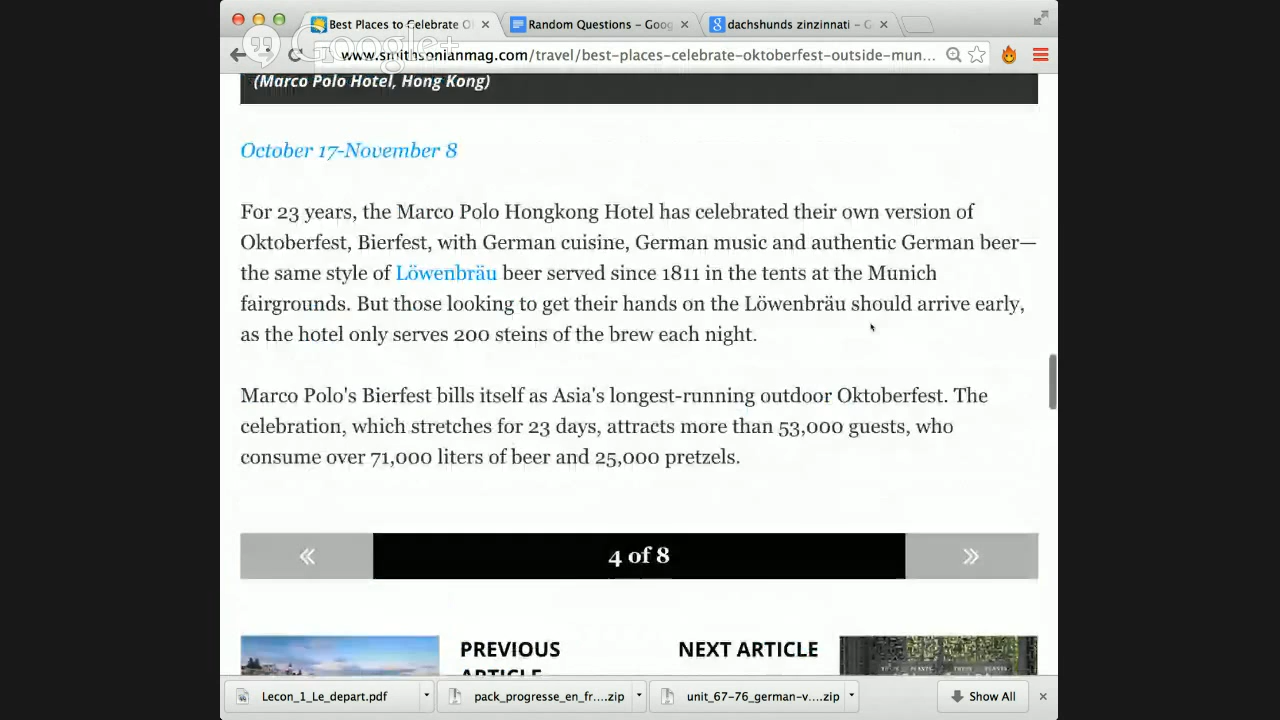 Best Places to Celebrate O
Random Questions – Goog
dachshunds zinzinnati – G
Google+
www.smithsonianmag.com/travel/best-places-celebrate-oktoberfest-outside-mun...
(Marco Polo Hotel, Hong Kong)
October 17-November 8
For 23 years, the Marco Polo Hongkong Hotel has celebrated their own version of
Oktoberfest, Bierfest, with German cuisine, German music and authentic German beer—
the same style of Löwenbräu beer served since 1811 in the tents at the Munich
fairgrounds. But those looking to get their hands on the Löwenbräu should arrive early,
as the hotel only serves 200 steins of the brew each night.
Marco Polo's Bierfest bills itself as Asia's longest-running outdoor Oktoberfest. The
celebration, which stretches for 23 days, attracts more than 53,000 guests, who
consume over 71,000 liters of beer and 25,000 pretzels.
« 4 of 8 »
PREVIOUS
ARTICLE
NEXT ARTICLE
Lecon_1_Le_depart.pdf
pack_progresse_en_fr....zip
unit_67-76_german-v....zip
Show All